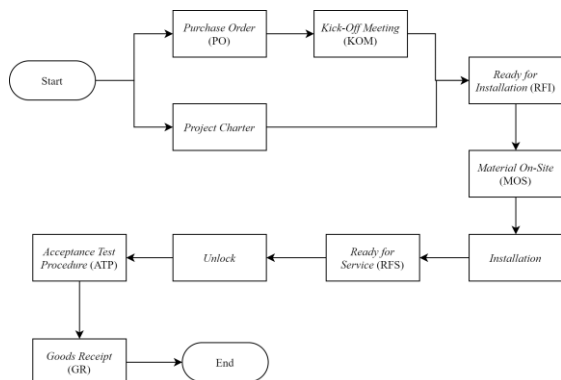 Purchase Order
(PO)
Kick-Off Meeting
(KOM)
Start
Ready for
Installation (RFI)
Project Charter
Material On-Site
(MOS)
Acceptance Test
Procedure (ATP)
Unlock
Ready for
Service (RFS)
Installation
Goods Receipt
(GR)
End